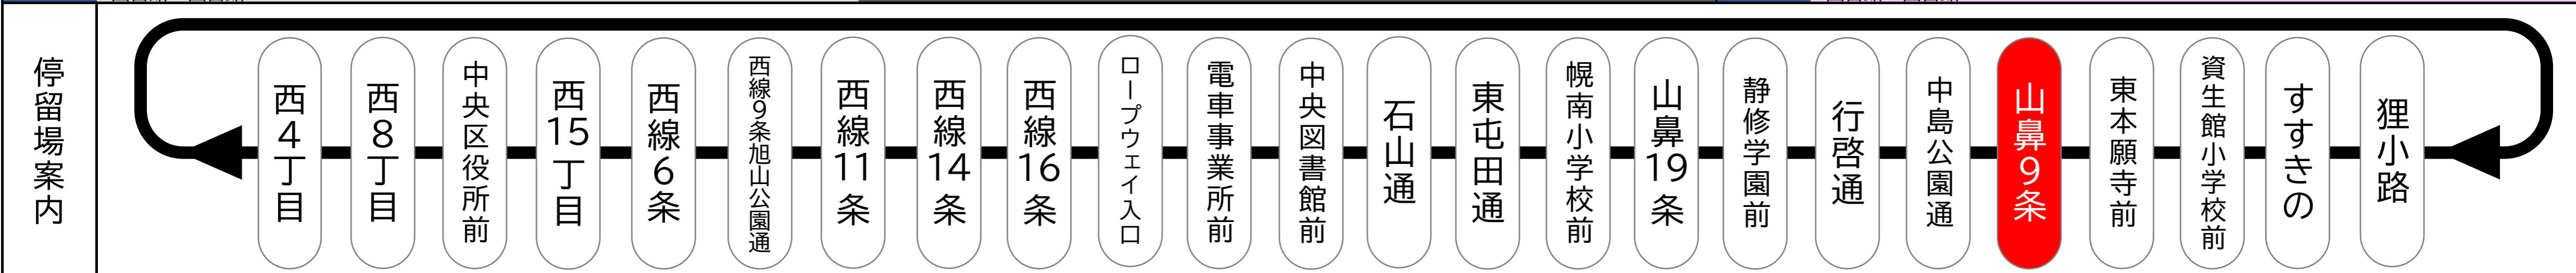 停留場案内
西4丁目
西8丁目
中央区役所前
西15丁目
西線6条
西線9条旭山公園通
西線11条
西線14条
西線16条
ロープウェイ入口
電車事業所前
中央図書館前
石山通
東屯田通
幌南小学校前
山鼻19条
静修学園前
行啓通
中島公園通
山鼻9条
東本願寺前
資生館小学校前
すすきの
狸小路